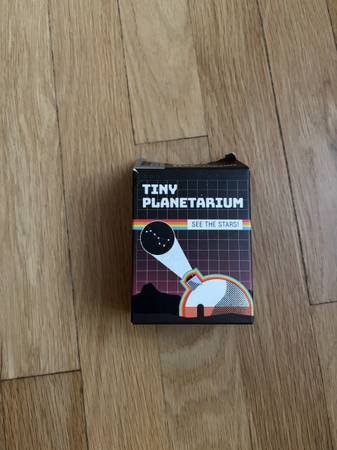 TINY
PLANETARIUM
SEE THE STARS!